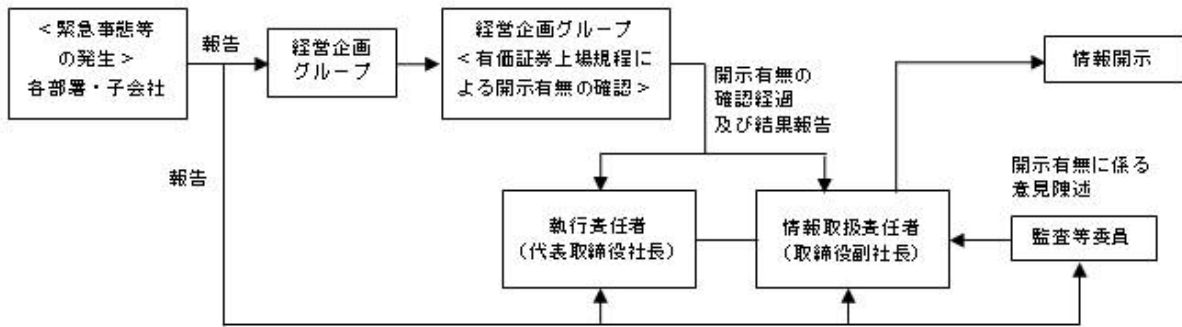 ＜緊急事態等
の発生＞
各部署・子会社
報告
経営企画
グループ
経営企画グループ
＜有価証券上場規程に
よる開示有無の確認＞
開示有無の
確認経過
及び結果報告
情報開示
報告
執行責任者
（代表取締役社長）
情報取扱責任者
（取締役副社長）
開示有無に係る
意見陳述
監査等委員